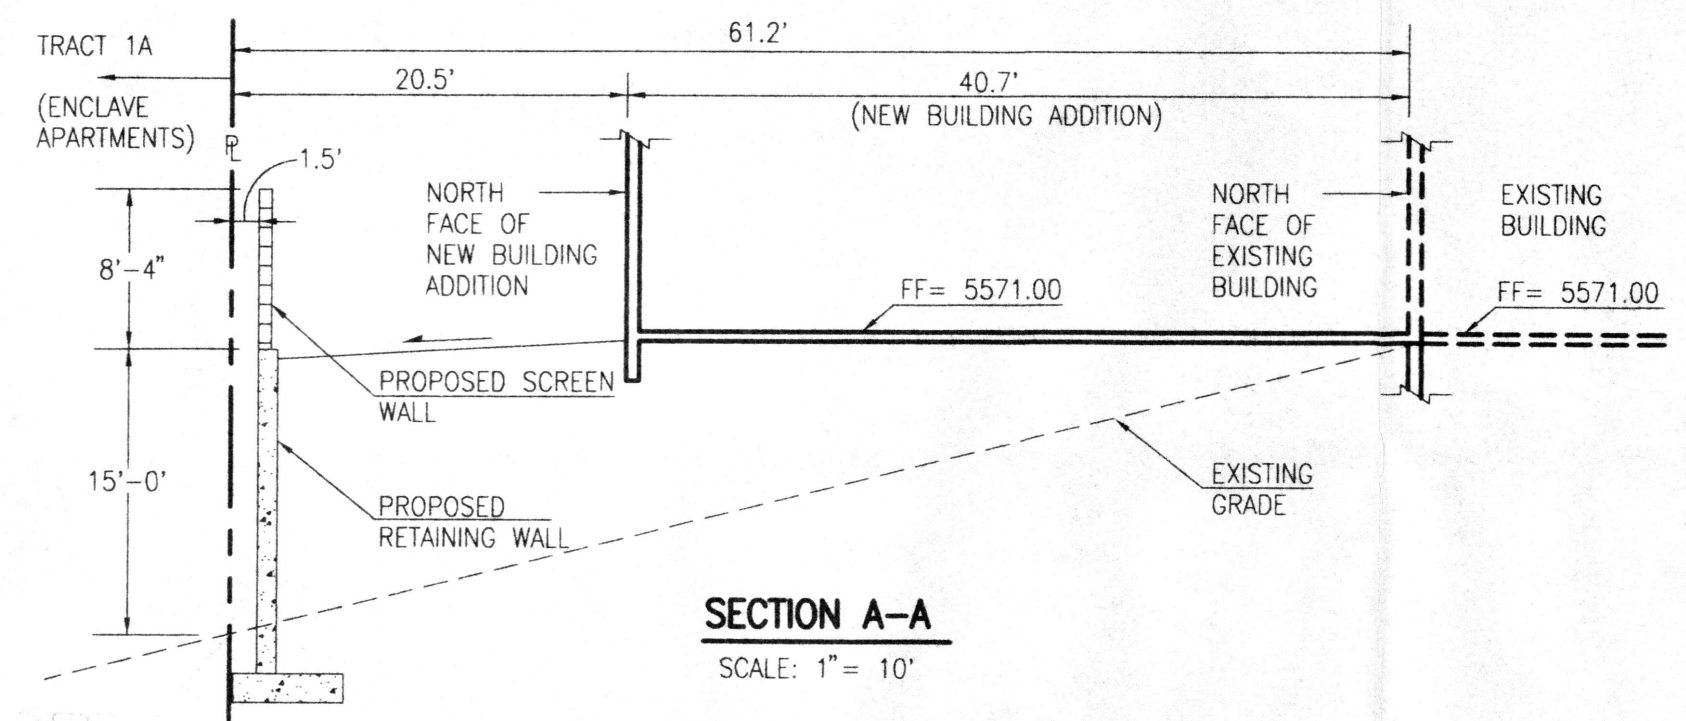 TRACT 1A
(ENCLAVE
APARTMENTS)
61.2'
20.5'
40.7'
(NEW BUILDING ADDITION)
PL
1.5'
8'-4"
15'-0'
NORTH
FACE OF
NEW BUILDING
ADDITION
FF= 5571.00
NORTH
FACE OF
EXISTING
BUILDING
EXISTING
BUILDING
FF= 5571.00
PROPOSED SCREEN
WALL
PROPOSED
RETAINING WALL
EXISTING
GRADE
SECTION A-A
SCALE: 1"= 10'